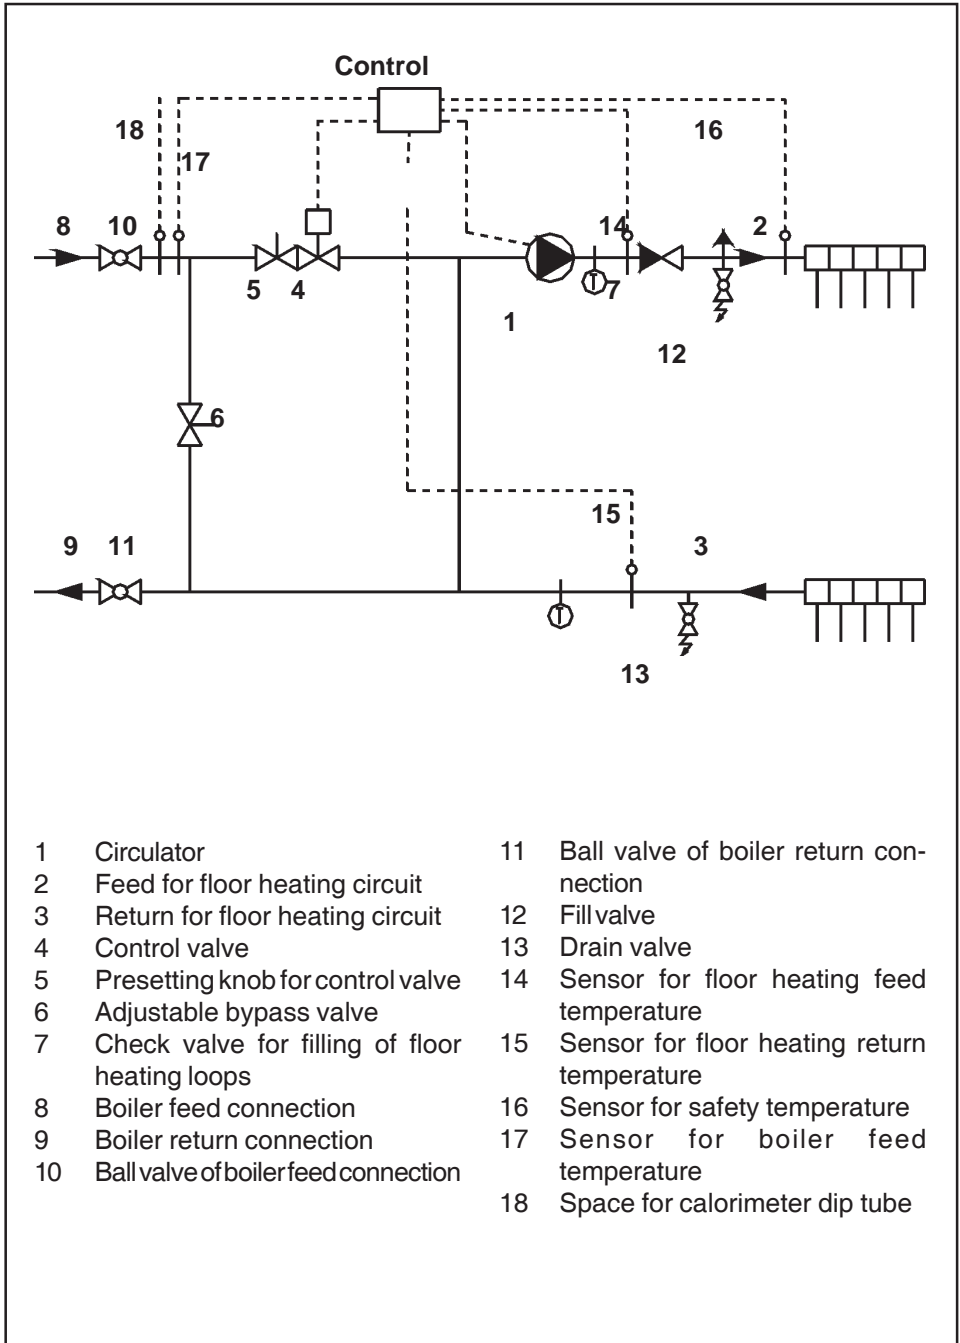 Control
18
16
17
8
10
14
2
5
4
7
1
12
6
15
9
11
3
13
T
T
1 Circulator
2 Feed for floor heating circuit
3 Return for floor heating circuit
4 Control valve
5 Presetting knob for control valve
6 Adjustable bypass valve
7 Check valve for filling of floor
heating loops
8 Boiler feed connection
9 Boiler return connection
10 Ball valve of boiler feed connection
11 Ball valve of boiler return con-
nection
12 Fill valve
13 Drain valve
14 Sensor for floor heating feed
temperature
15 Sensor for floor heating return
temperature
16 Sensor for safety temperature
17 Sensor for boiler feed
temperature
18 Space for calorimeter dip tube